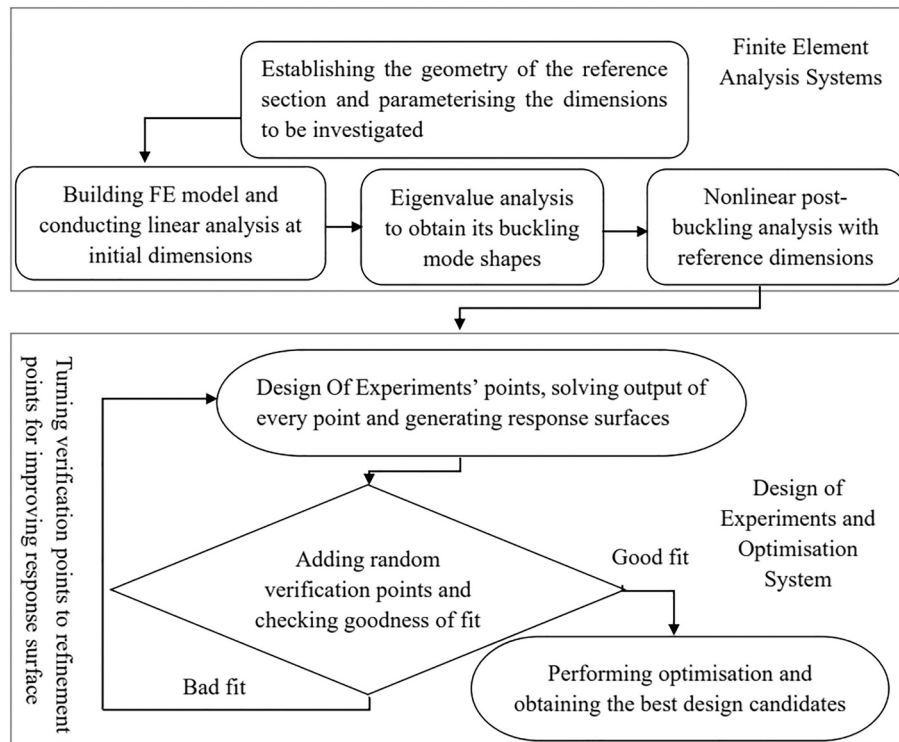 Finite Element
Analysis Systems
Establishing the geometry of the reference
section and parameterising the dimensions
to be investigated
Building FE model and
conducting linear analysis at
initial dimensions
Eigenvalue analysis
to obtain its buckling
mode shapes
Nonlinear post-
buckling analysis with
reference dimensions
Turning verification points to refinement
points for improving response surface
Design Of Experiments’ points, solving output of
every point and generating response surfaces
Design of
Experiments and
Optimisation
System
Adding random
verification points and
checking goodness of fit
Good fit
Bad fit
Performing optimisation and
obtaining the best design candidates